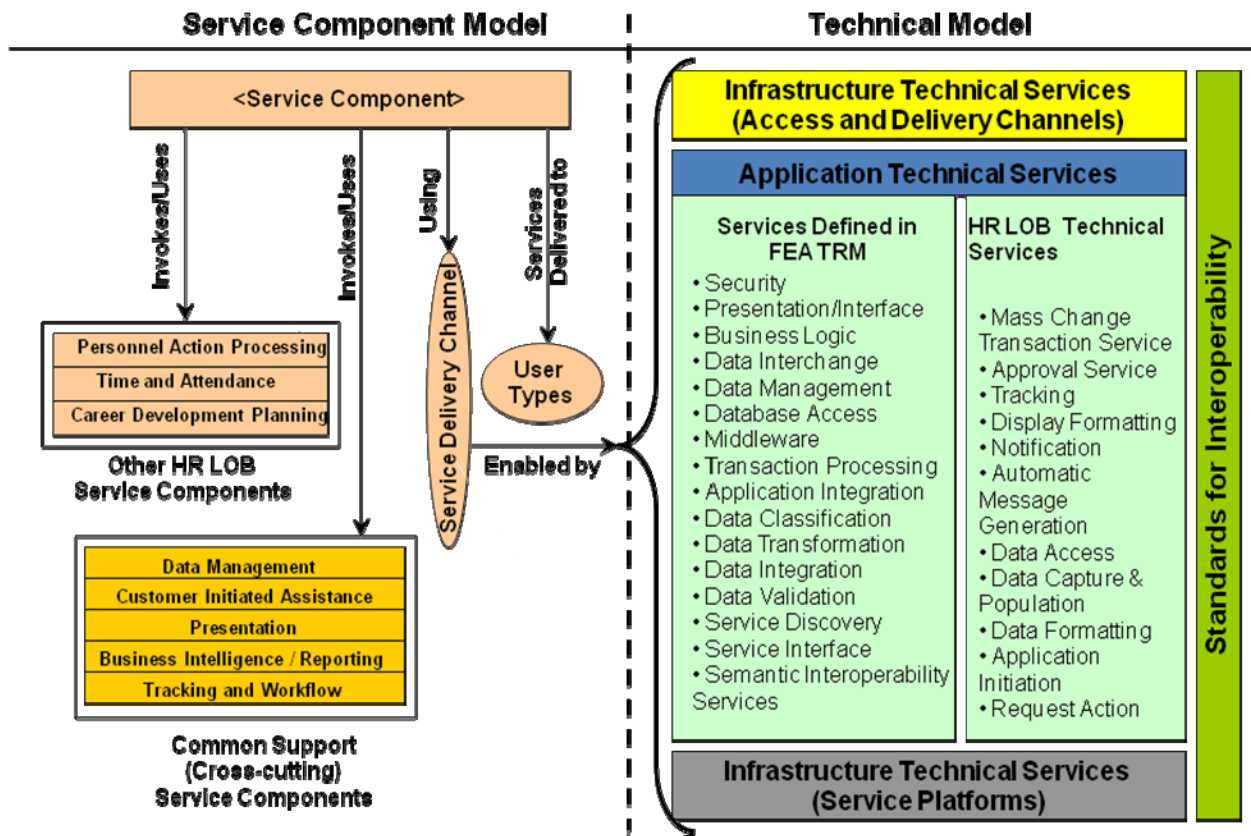 Service Component Model
Technical Model
<Service Component>
Invokes/Uses
Invokes/Uses
Using
Services
Delivered to
Personnel Action Processing
Time and Attendance
Career Development Planning
Other HR LOB
Service Components
Service Delivery Channel
User
Types
Enabled by
Data Management
Customer Initiated Assistance
Presentation
Business Intelligence / Reporting
Tracking and Workflow
Common Support
(Cross-cutting)
Service Components
Infrastructure Technical Services
(Access and Delivery Channels)
Application Technical Services
Services Defined in
FEA TRM
• Security
• Presentation/Interface
• Business Logic
• Data Interchange
• Data Management
• Database Access
• Middleware
• Transaction Processing
• Application Integration
• Data Classification
• Data Transformation
• Data Integration
• Data Validation
• Service Discovery
• Service Interface
• Semantic Interoperability
Services
HR LOB Technical
Services
• Mass Change
Transaction Service
• Approval Service
• Tracking
• Display Formatting
• Notification
• Automatic
Message
Generation
• Data Access
• Data Capture &
Population
• Data Formatting
• Application
Initiation
• Request Action
Infrastructure Technical Services
(Service Platforms)
Standards for Interoperability